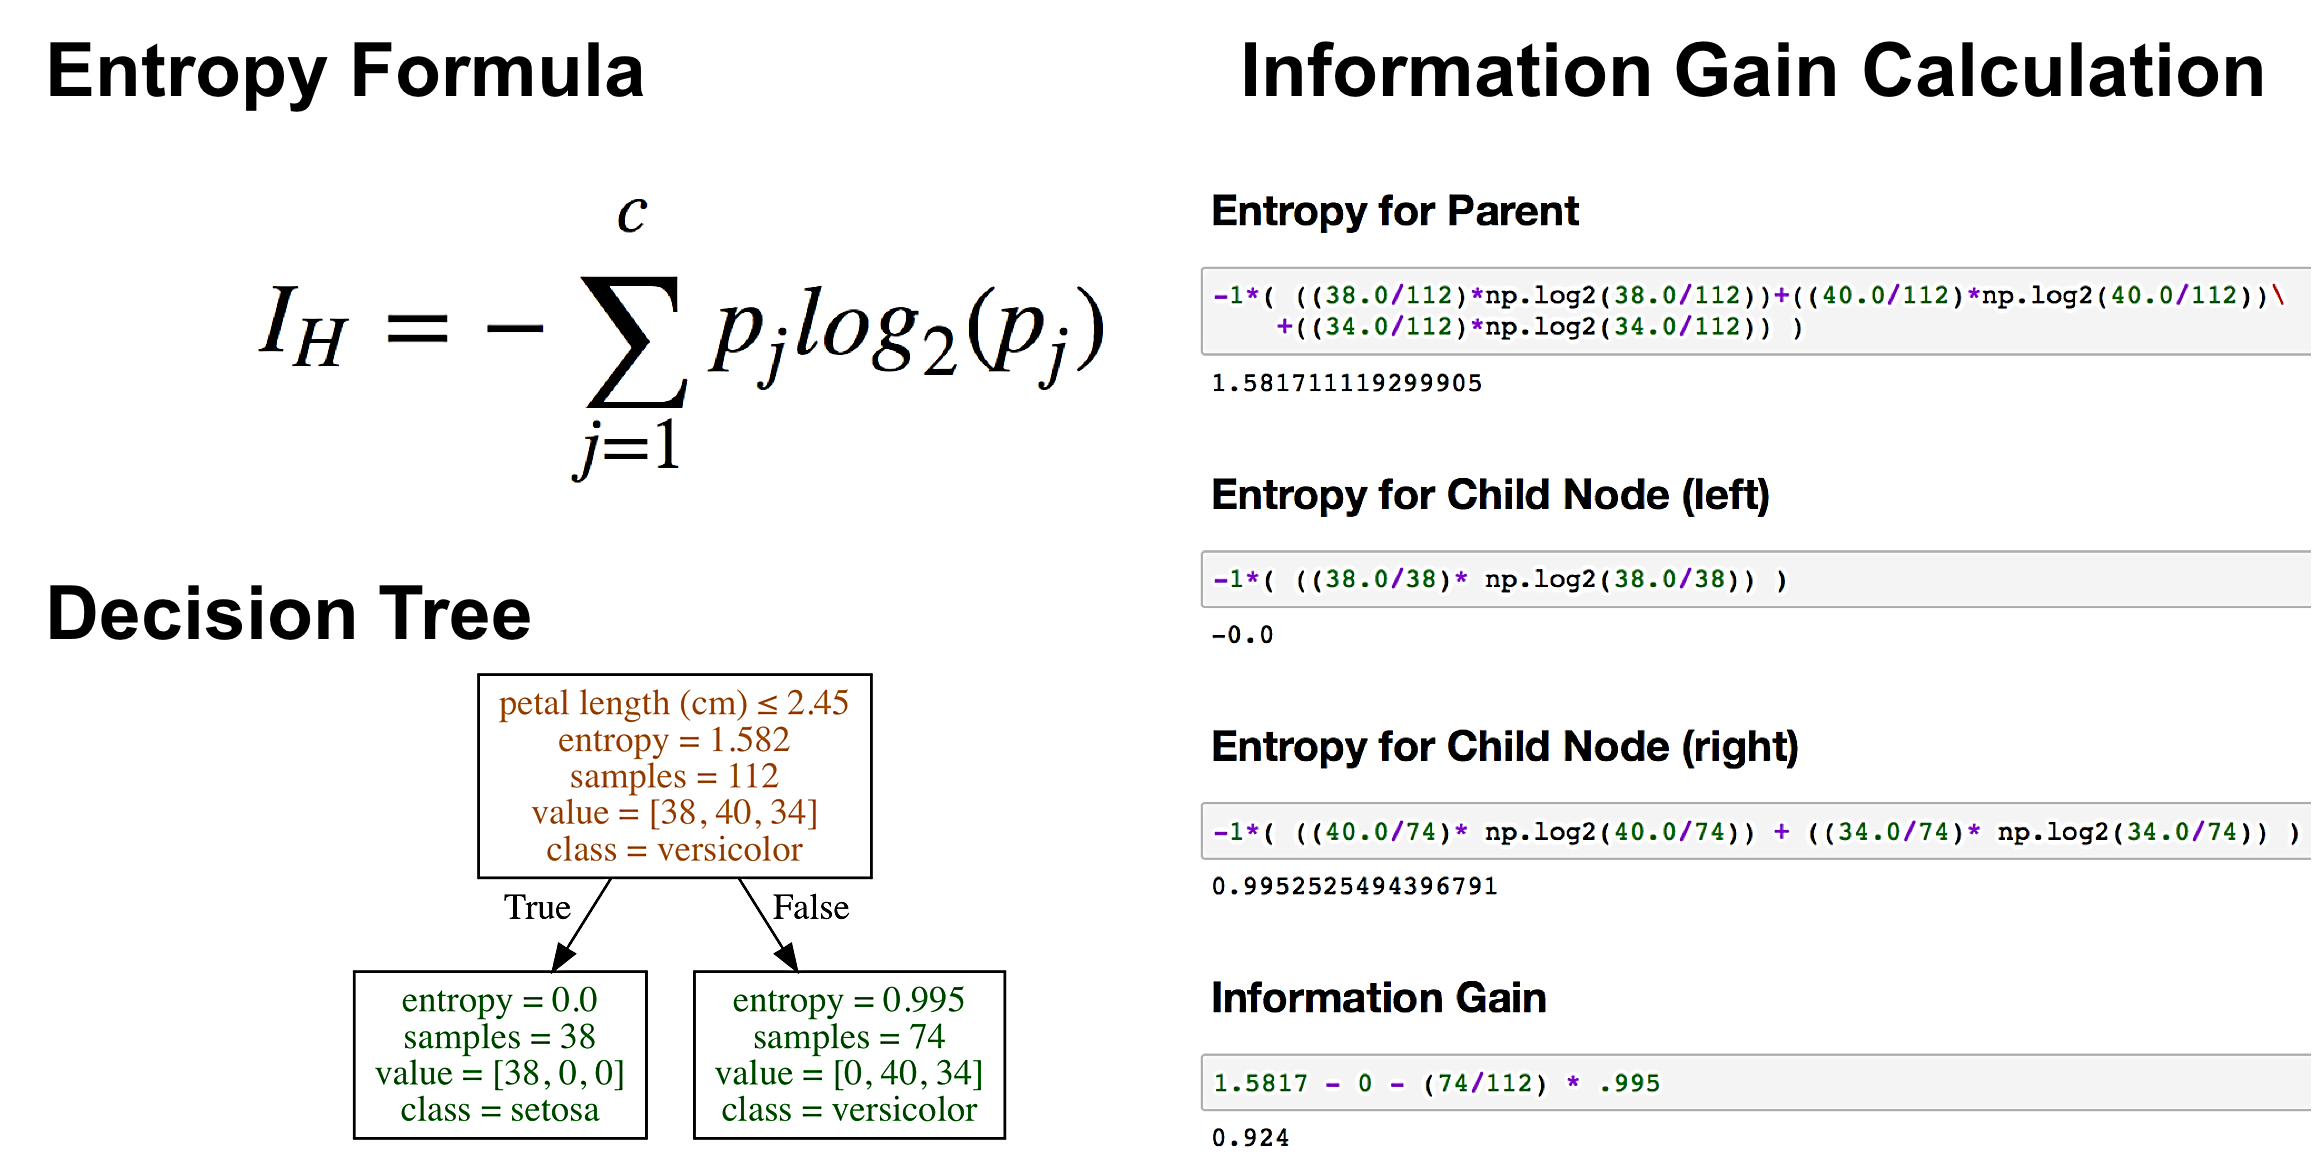 Entropy Formula
I_H = − ∑_{j=1}^{c} p_j log_2(p_j)
Decision Tree
petal length (cm) ≤ 2.45
entropy = 1.582
samples = 112
value = [38, 40, 34]
class = versicolor
True
False
entropy = 0.0
samples = 38
value = [38, 0, 0]
class = setosa
entropy = 0.995
samples = 74
value = [0, 40, 34]
class = versicolor
Information Gain Calculation
Entropy for Parent
-1*( ((38.0/112)*np.log2(38.0/112))+((40.0/112)*np.log2(40.0/112))\
+((34.0/112)*np.log2(34.0/112)) )
1.581711119299905
Entropy for Child Node (left)
-1*( ((38.0/38)* np.log2(38.0/38)) )
-0.0
Entropy for Child Node (right)
-1*( ((40.0/74)* np.log2(40.0/74)) + ((34.0/74)* np.log2(34.0/74)) )
0.9952525494396791
Information Gain
1.5817 - 0 - (74/112) * .995
0.924